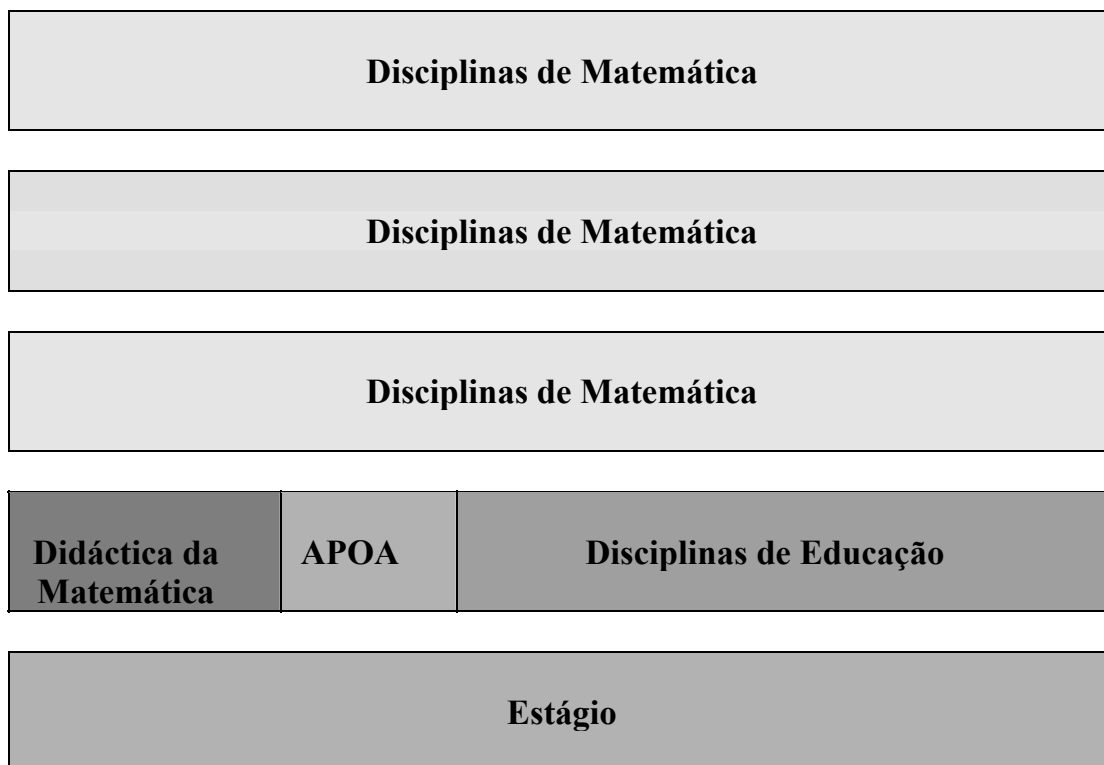 Disciplinas de Matemática
Disciplinas de Matemática
Disciplinas de Matemática
Didáctica da
Matemática
APOA
Disciplinas de Educação
Estágio